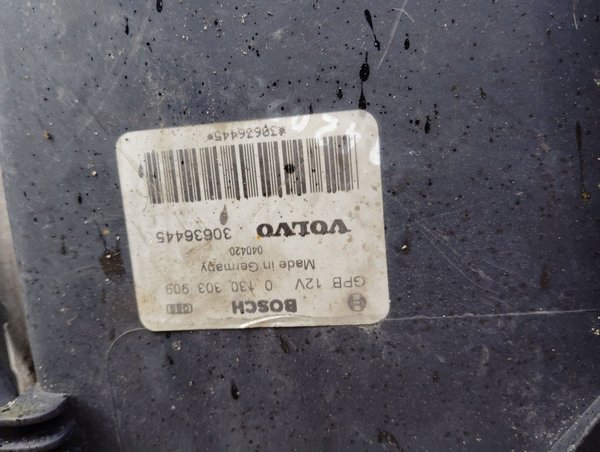 BOSCH
GPB 12V 0 130 303 909
Made in Germany
040420
VOLVO 30636445
*30636445*